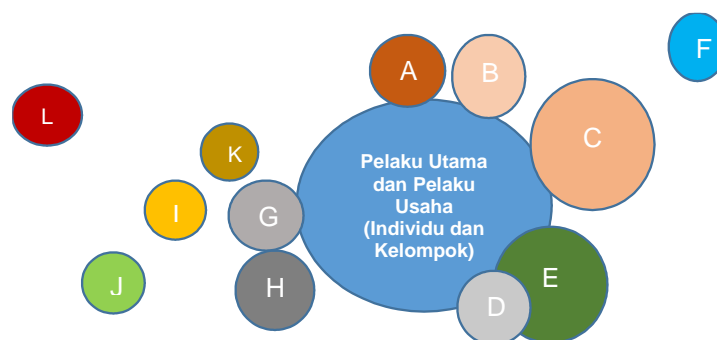 F
A
B
L
C
K
Pelaku Utama
dan Pelaku
Usaha
(Individu dan
Kelompok)
I
G
J
H
D
E